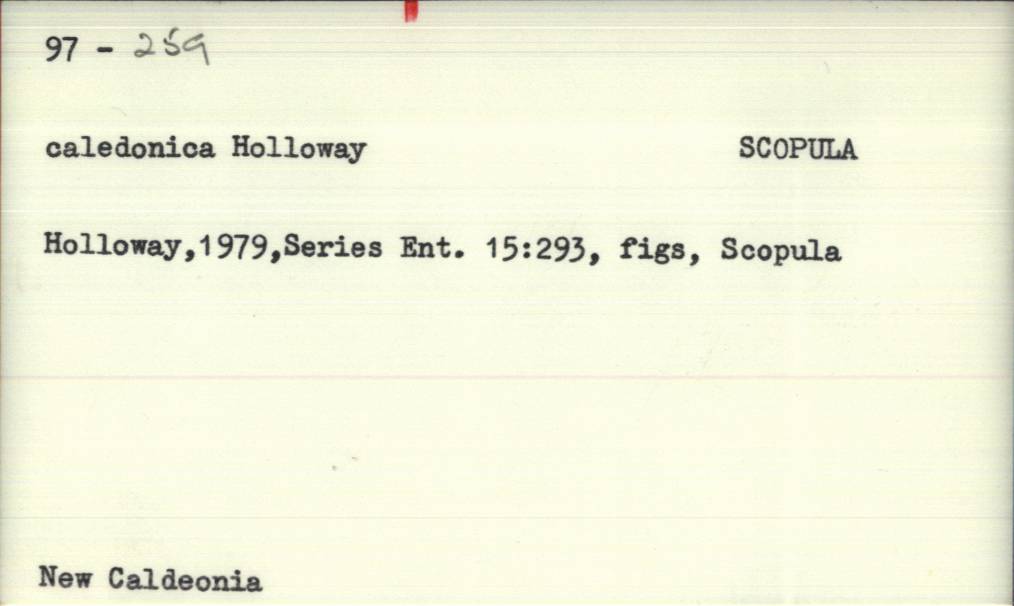 97 - 259
caledonica Holloway SCOPULA
Holloway,1979,Series Ent. 15:293, figs, Scopula
New Caldeonia